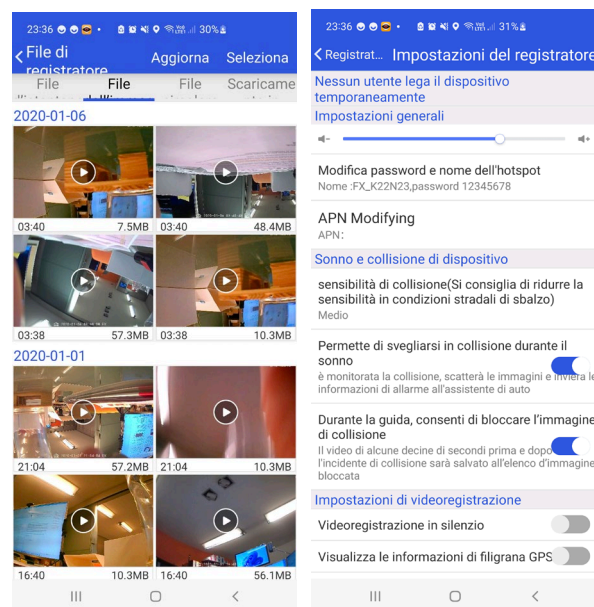 23:36
30%
File di
registratore
Aggiorna
Seleziona
File
File
File
Scaricame
2020-01-06
03:40 7.5MB
03:40 48.4MB
03:38 57.3MB
03:38 10.3MB
2020-01-01
21:04 57.2MB
21:04 10.3MB
16:40 10.3MB
16:40 56.1MB
23:36
31%
Registrat... Impostazioni del registratore
Nessun utente lega il dispositivo
temporaneamente
Impostazioni generali
Modifica password e nome dell'hotspot
Nome :FX_K22N23,password 12345678
APN Modifying
APN:
Sonno e collisione di dispositivo
sensibilità di collisione(Si consiglia di ridurre la
sensibilità in condizioni stradali di sbalzo)
Medio
Permette di svegliarsi in collisione durante il
sonno
è monitorata la collisione, scatterà le immagini e invierà le
informazioni di allarme all'assistente di auto
Durante la guida, consenti di bloccare l'immagine
di collisione
Il video di alcune decine di secondi prima e dopo
l'incidente di collisione sarà salvato all'elenco d'immagine
bloccata
Impostazioni di videoregistrazione
Videoregistrazione in silenzio
Visualizza le informazioni di filigrana GPS